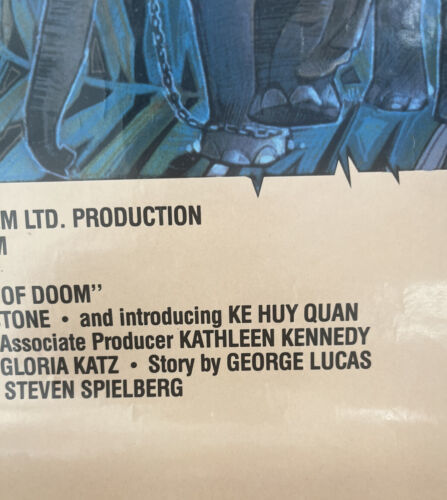 M LTD. PRODUCTION
M
OF DOOM"
STONE • and introducing KE HUY QUAN
Associate Producer KATHLEEN KENNEDY
GLORIA KATZ • Story by GEORGE LUCAS
STEVEN SPIELBERG